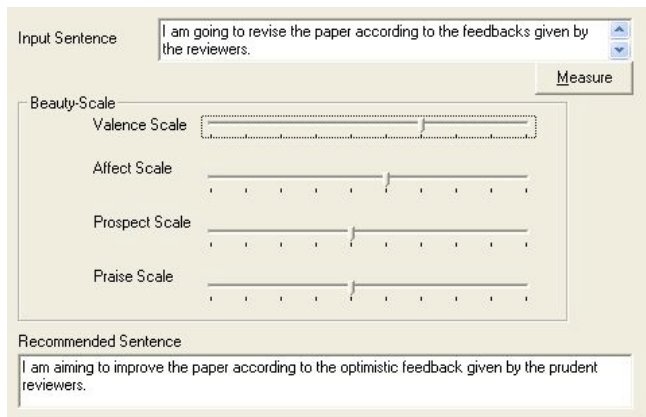 Input Sentence
I am going to revise the paper according to the feedbacks given by
the reviewers.
Measure
Beauty-Scale
Valence Scale
Affect Scale
Prospect Scale
Praise Scale
Recommended Sentence
I am aiming to improve the paper according to the optimistic feedback given by the prudent
reviewers.